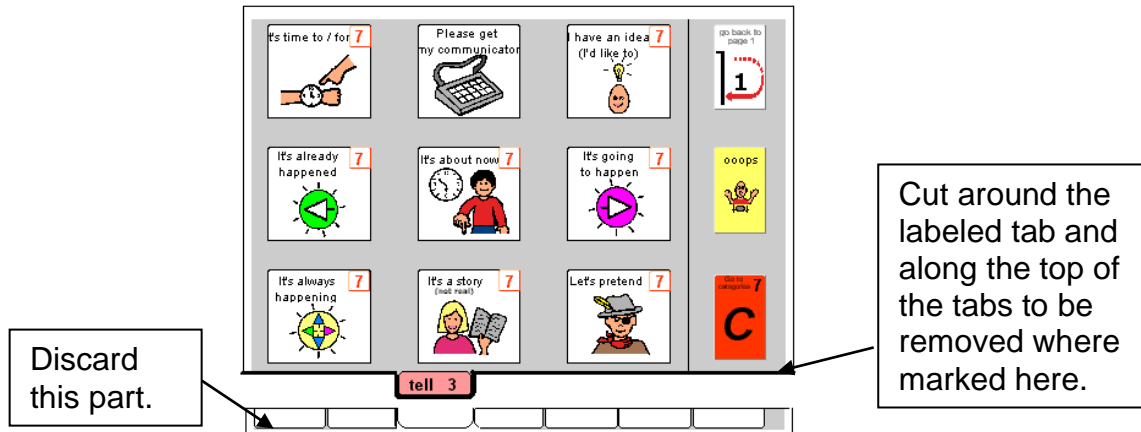 It's time to / for 7
Please get
my communicator
I have an idea 7
(I'd like to)
go back to
page 1
1
It's already 7
happened
It's about now 7
It's going 7
to happen
ooops
It's always 7
happening
It's a story 7
(not real)
Let's pretend 7
Go to
categories 7
C
tell 3
Discard
this part.
Cut around the
labeled tab and
along the top of
the tabs to be
removed where
marked here.